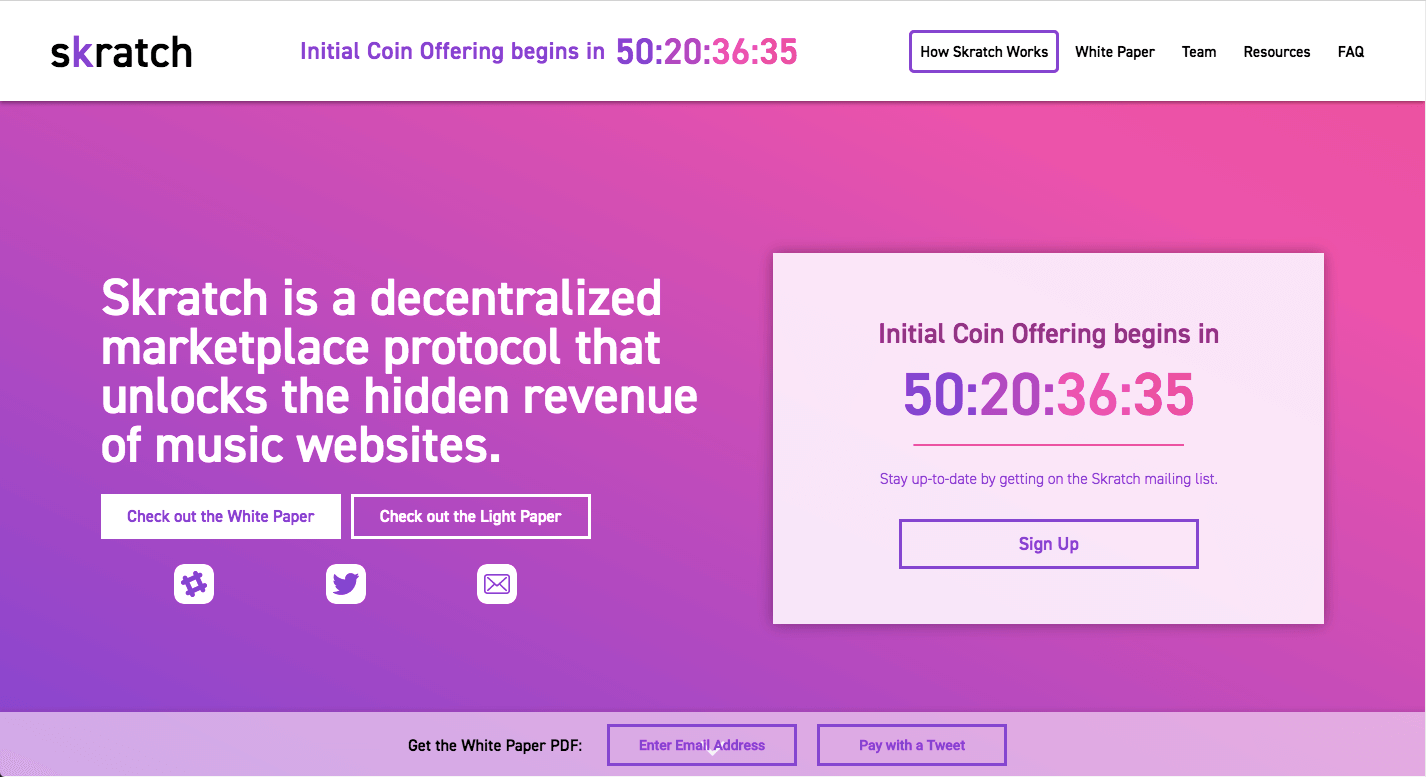 skratch
Initial Coin Offering begins in 50:20:36:35
How Skratch Works
White Paper
Team
Resources
FAQ
Skratch is a decentralized
marketplace protocol that
unlocks the hidden revenue
of music websites.
Check out the White Paper
Check out the Light Paper
Initial Coin Offering begins in
50:20:36:35
Stay up-to-date by getting on the Skratch mailing list.
Sign Up
Get the White Paper PDF:
Enter Email Address
Pay with a Tweet